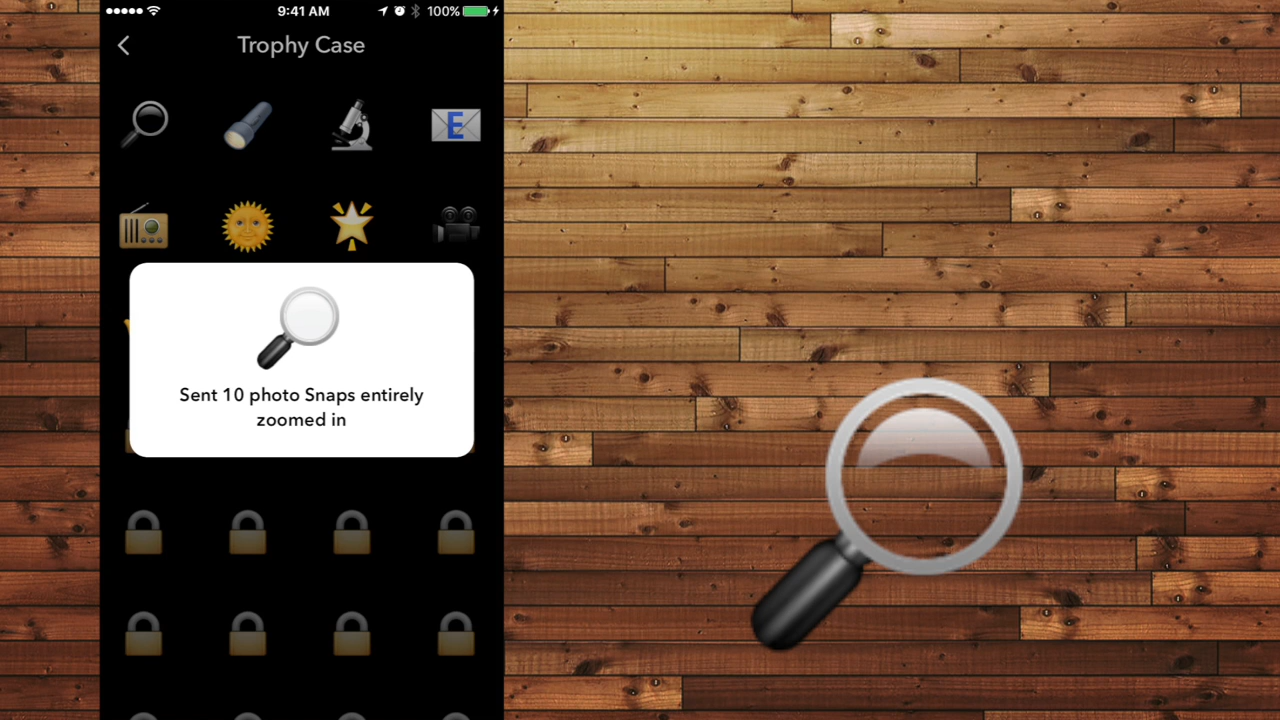 9:41 AM
100%
Trophy Case
E
Sent 10 photo Snaps entirely
zoomed in